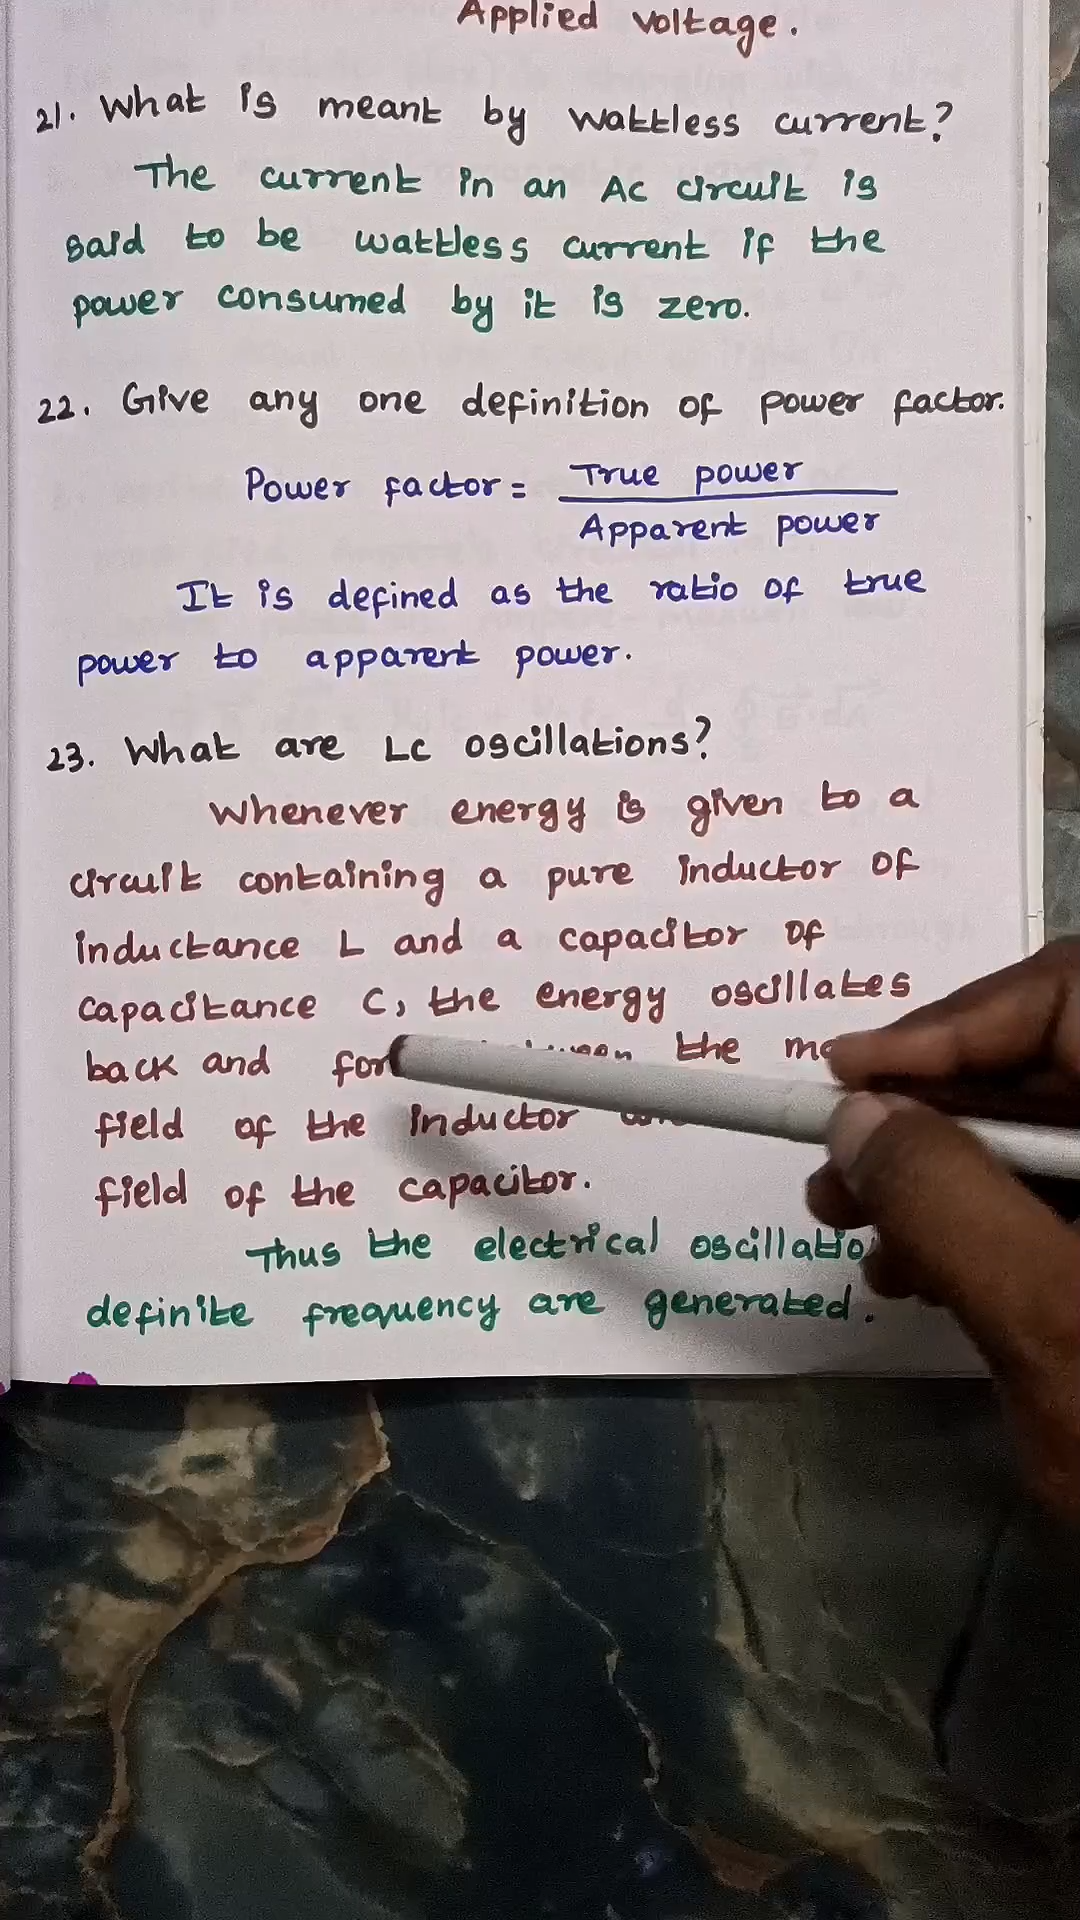 Applied voltage.
21. What is meant by wattless current?
The current in an AC circuit is
said to be wattless current if the
power consumed by it is zero.
22. Give any one definition of power factor.
Power factor = True power
Apparent power
It is defined as the ratio of true
power to apparent power.
23. What are LC oscillations?
Whenever energy is given to a
circuit containing a pure inductor of
inductance L and a capacitor of
capacitance C, the energy oscillates
back and the
field of the inductor
field of the capacitor.
Thus the electrical
definite frequency are generated.